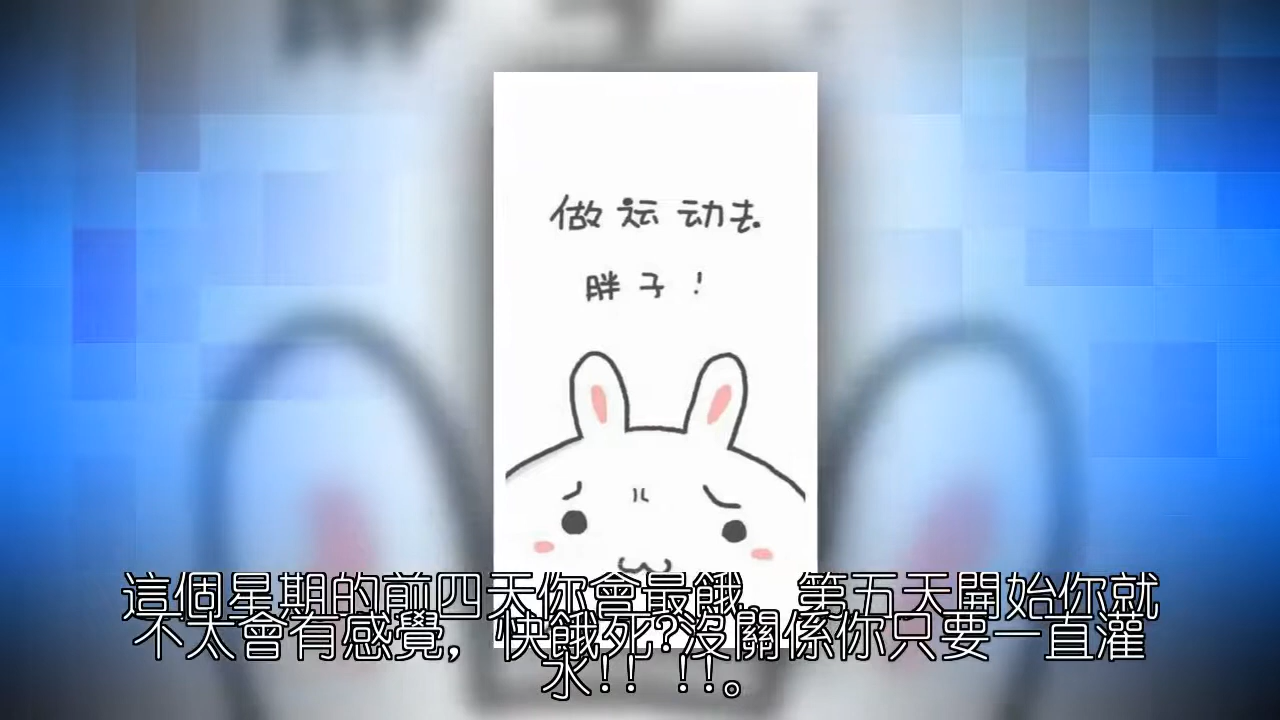 做运动去
胖子!
這個星期的前四天你會最餓。第五天開始你就
不太會有感覺，快餓死?沒關係你只要一直灌
水!! !!。